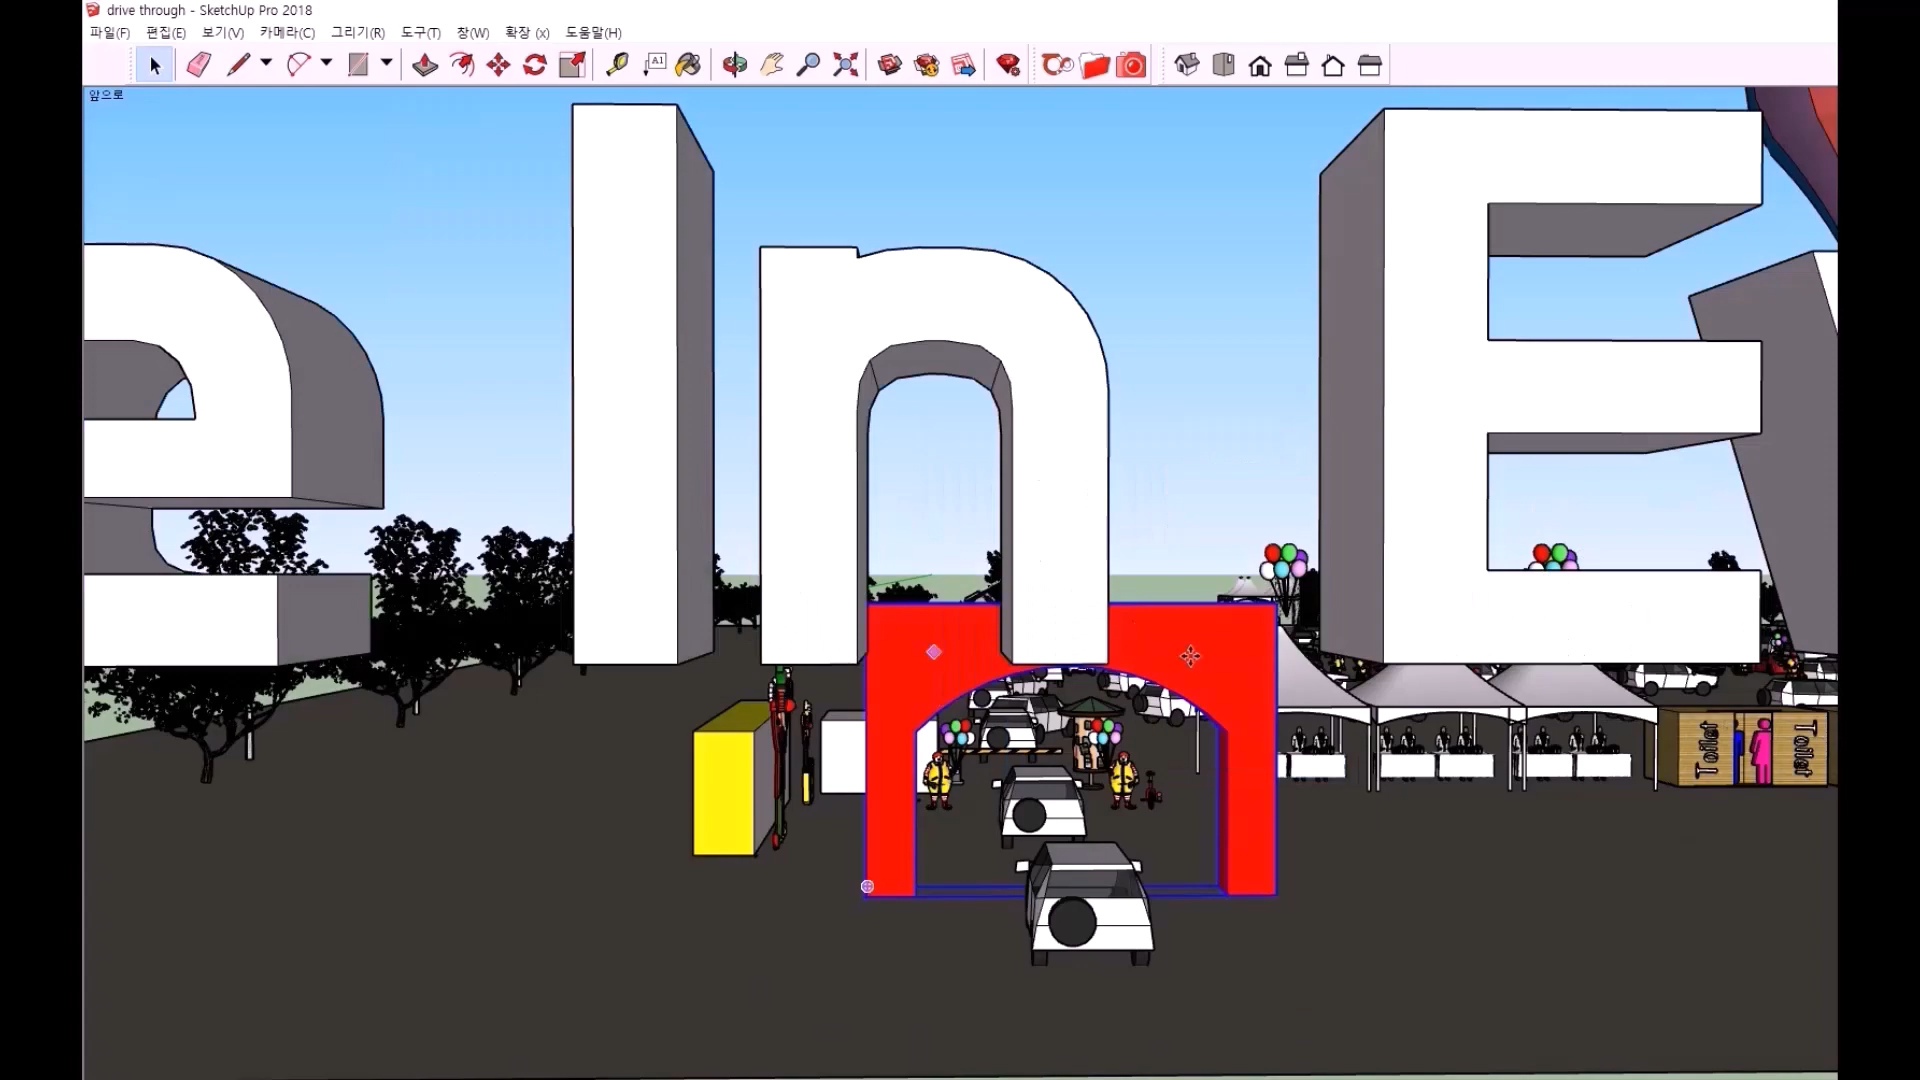 drive through - SketchUp Pro 2018
파일(F) 편집(E) 보기(V) 카메라(C) 그리기(R) 도구(T) 창(W) 확장 (x) 도움말(H)
A1
앞으로
e In E
Toilet Toilet